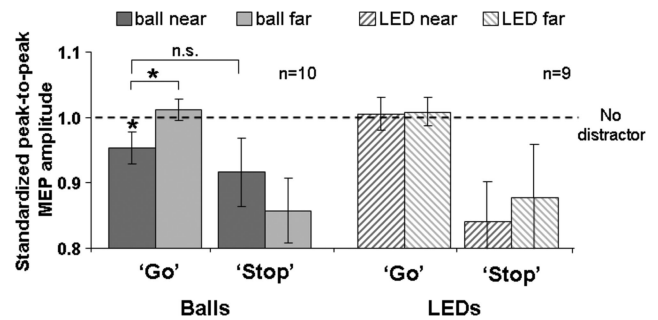 ball near ball far LED near LED far
Standardized peak-to-peak
MEP amplitude
1.1
1.0
0.9
0.8
n.s.
*
*
n=10
n=9
No
distractor
'Go' 'Stop' 'Go' 'Stop'
Balls LEDs